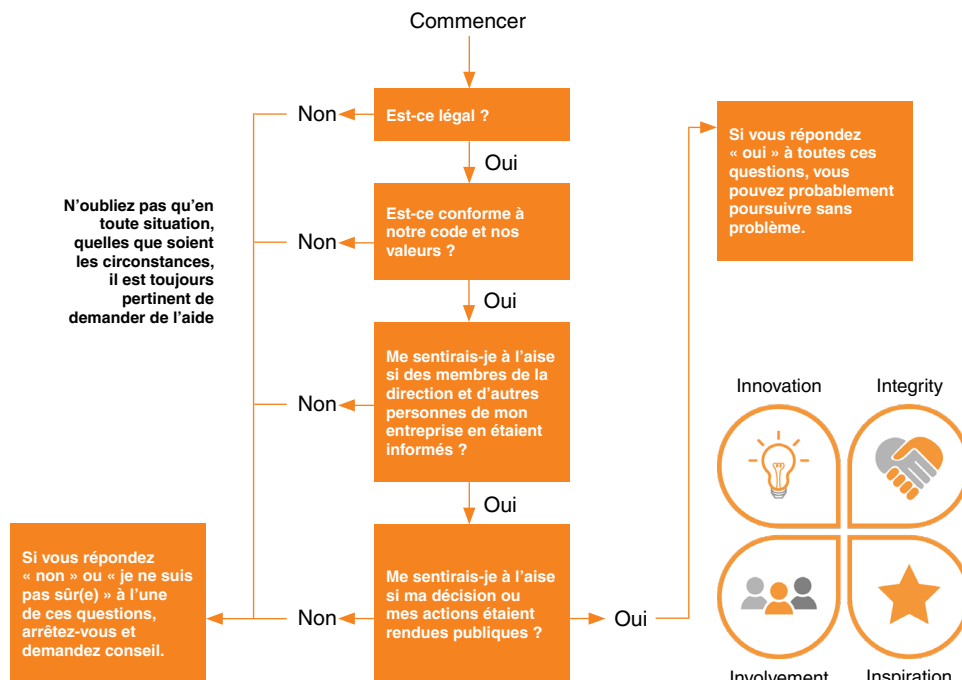 Commencer
Non
Est-ce légal ?
Oui
Si vous répondez
« oui » à toutes ces
questions, vous
pouvez probablement
poursuivre sans
problème.
N'oubliez pas qu'en
toute situation,
quelles que soient
les circonstances,
il est toujours
pertinent de
demander de l'aide
Non
Est-ce conforme à
notre code et nos
valeurs ?
Oui
Non
Me sentirais-je à l'aise
si des membres de la
direction et d'autres
personnes de mon
entreprise en étaient
informés ?
Oui
Innovation
Integrity
Si vous répondez
« non » ou « je ne suis
pas sûr(e) » à l'une
de ces questions,
arrêtez-vous et
demandez conseil.
Non
Me sentirais-je à l'aise
si ma décision ou
mes actions étaient
rendues publiques ?
Oui
Involvement
Inspiration